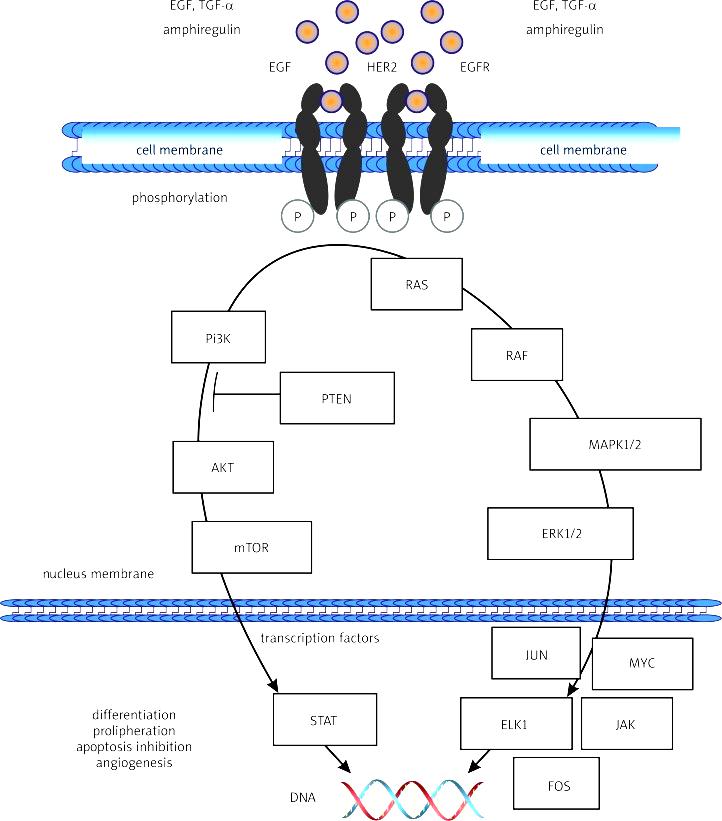 EGF, TGF-α
amphiregulin
EGF, TGF-α
amphiregulin
EGF
HER2
EGFR
cell membrane
cell membrane
phosphorylation
P
P
P
P
RAS
Pi3K
RAF
PTEN
MAPK1/2
AKT
ERK1/2
mTOR
nucleus membrane
transcription factors
JUN
MYC
STAT
ELK1
JAK
differentiation
prolipheration
apoptosis inhibition
angiogenesis
FOS
DNA